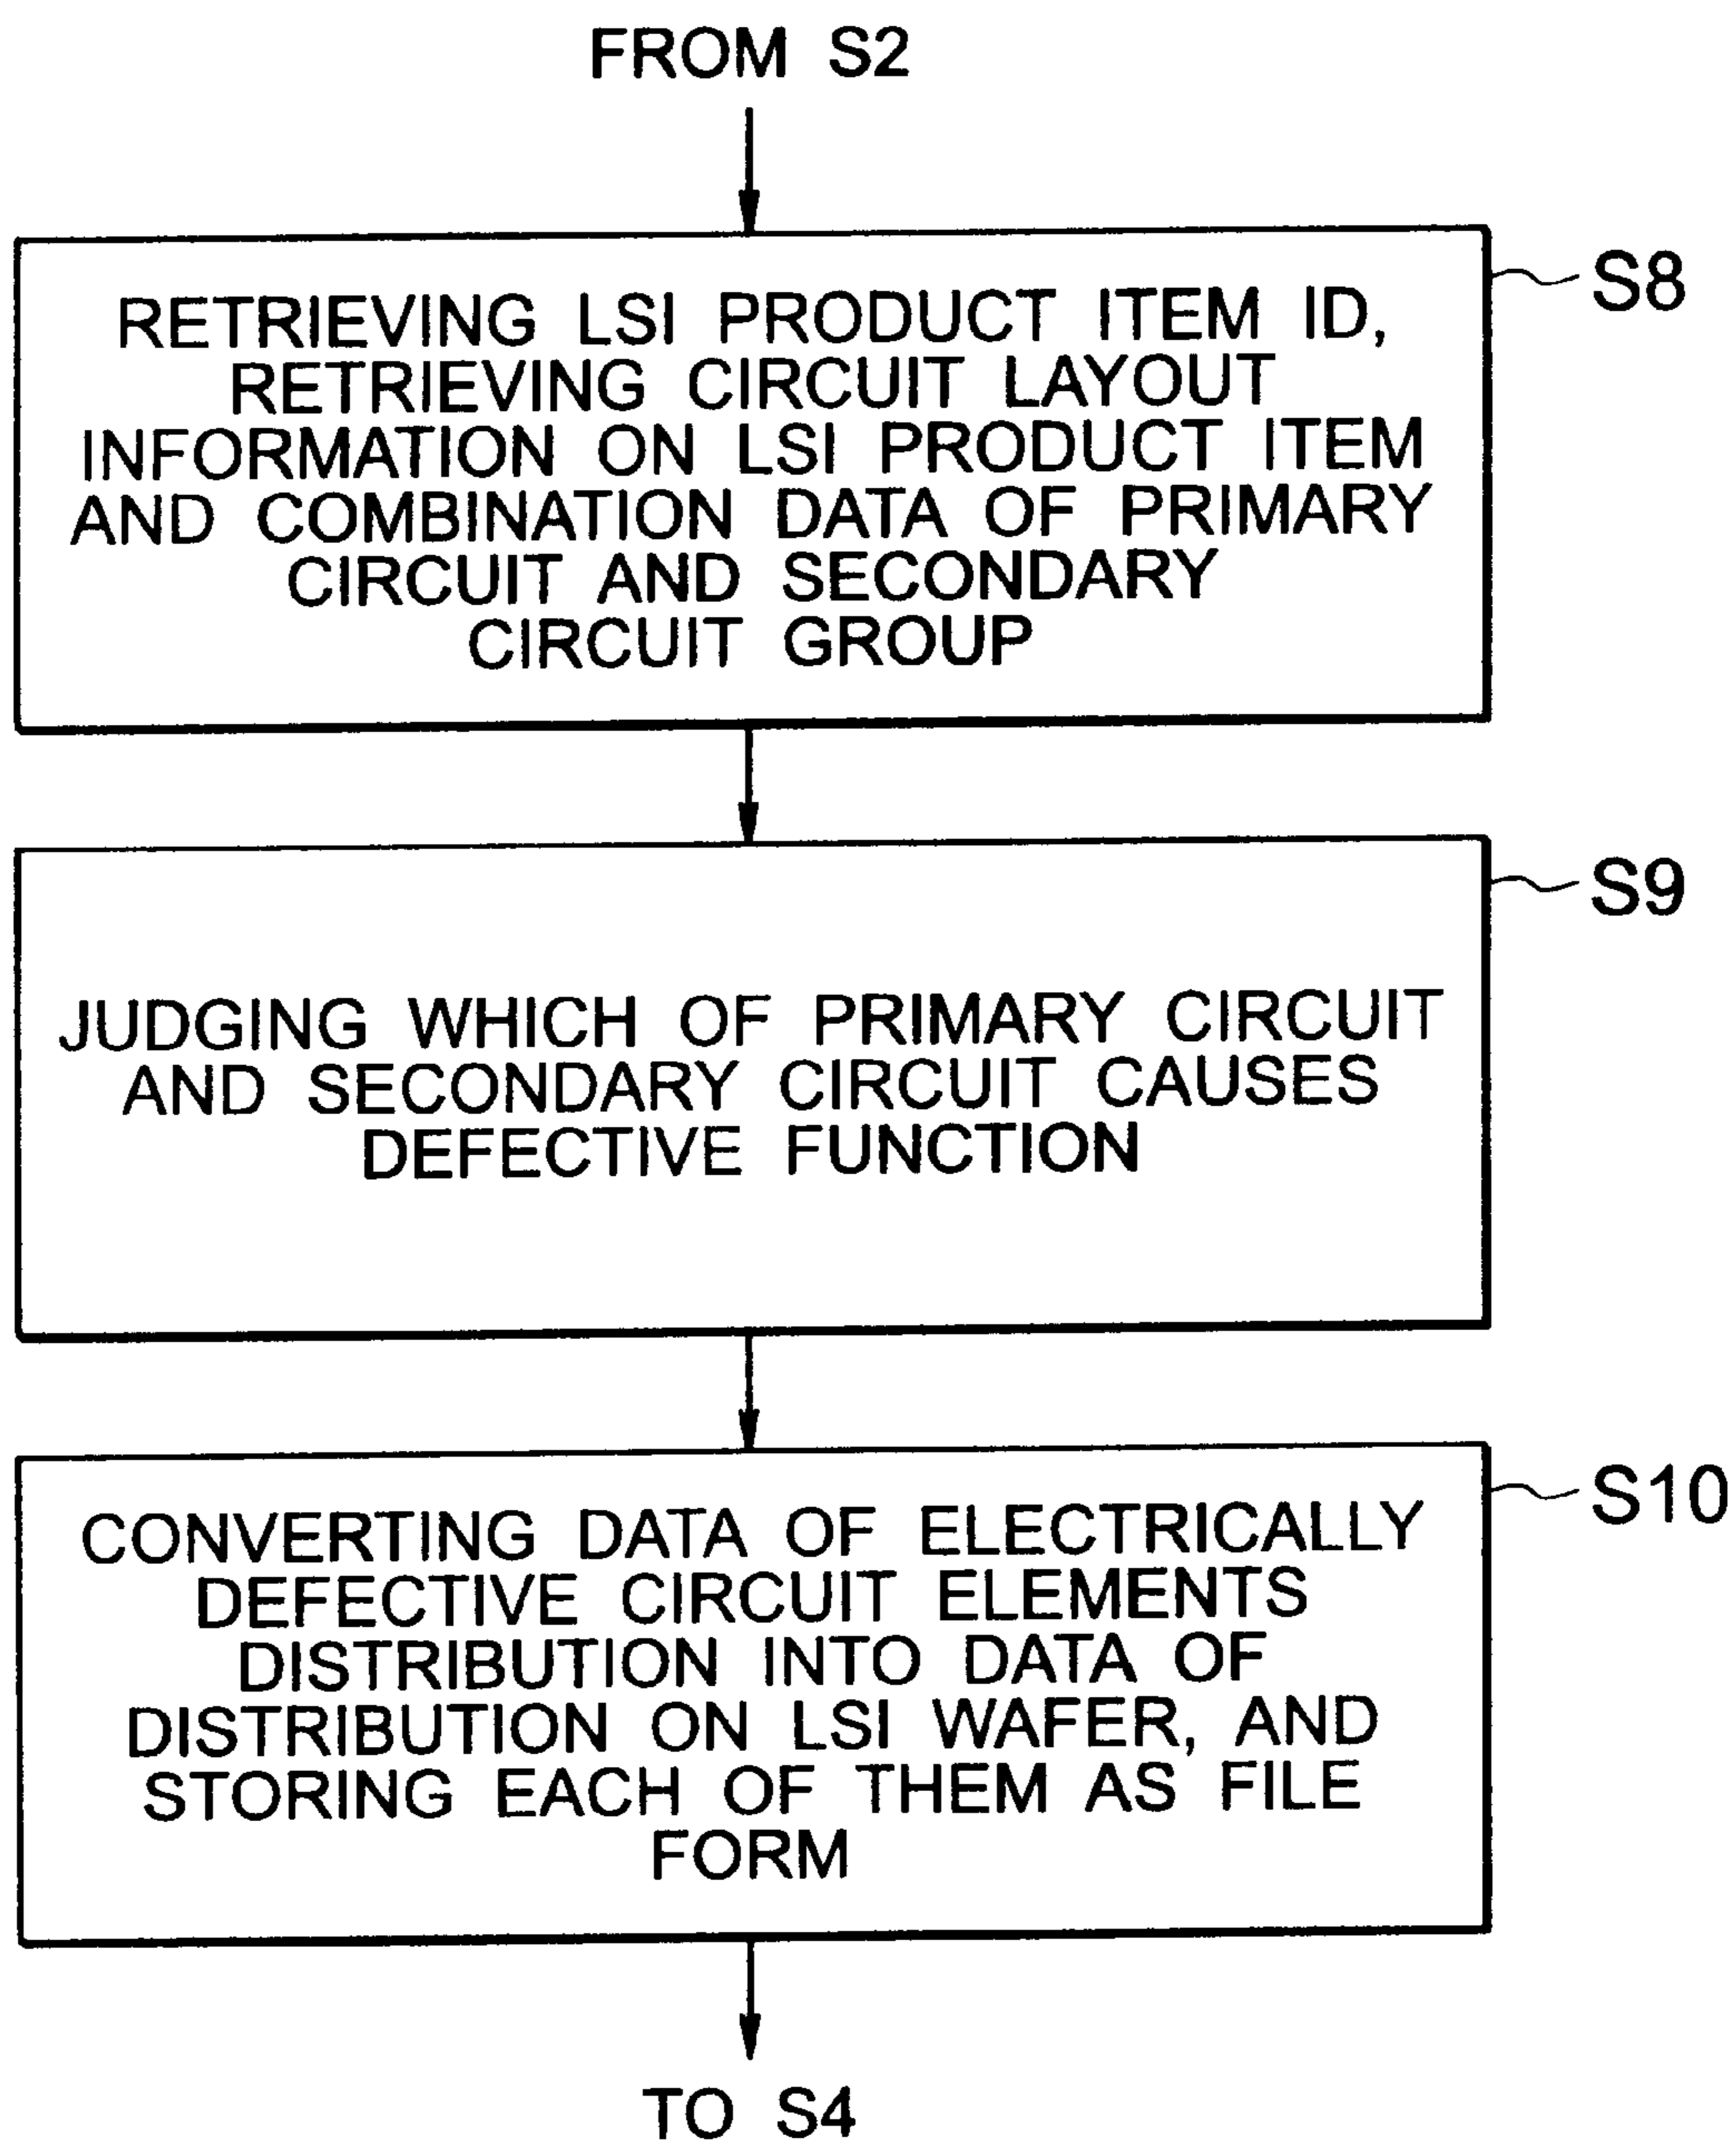 FROM S2
S8
RETRIEVING LSI PRODUCT ITEM ID,
RETRIEVING CIRCUIT LAYOUT
INFORMATION ON LSI PRODUCT ITEM
AND COMBINATION DATA OF PRIMARY
CIRCUIT AND SECONDARY
CIRCUIT GROUP
S9
JUDGING WHICH OF PRIMARY CIRCUIT
AND SECONDARY CIRCUIT CAUSES
DEFECTIVE FUNCTION
S10
CONVERTING DATA OF ELECTRICALLY
DEFECTIVE CIRCUIT ELEMENTS
DISTRIBUTION INTO DATA OF
DISTRIBUTION ON LSI WAFER, AND
STORING EACH OF THEM AS FILE
FORM
TO S4